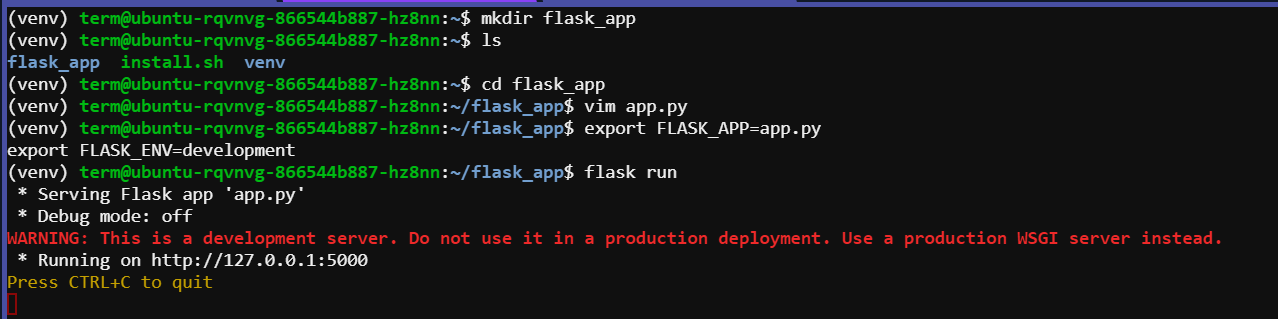 (venv) term@ubuntu-rqvnvg-866544b887-hz8nn:~$ mkdir flask_app
(venv) term@ubuntu-rqvnvg-866544b887-hz8nn:~$ ls
flask_app  install.sh  venv
(venv) term@ubuntu-rqvnvg-866544b887-hz8nn:~$ cd flask_app
(venv) term@ubuntu-rqvnvg-866544b887-hz8nn:~/flask_app$ vim app.py
(venv) term@ubuntu-rqvnvg-866544b887-hz8nn:~/flask_app$ export FLASK_APP=app.py
export FLASK_ENV=development
(venv) term@ubuntu-rqvnvg-866544b887-hz8nn:~/flask_app$ flask run
 * Serving Flask app 'app.py'
 * Debug mode: off
WARNING: This is a development server. Do not use it in a production deployment. Use a production WSGI server instead.
 * Running on http://127.0.0.1:5000
Press CTRL+C to quit